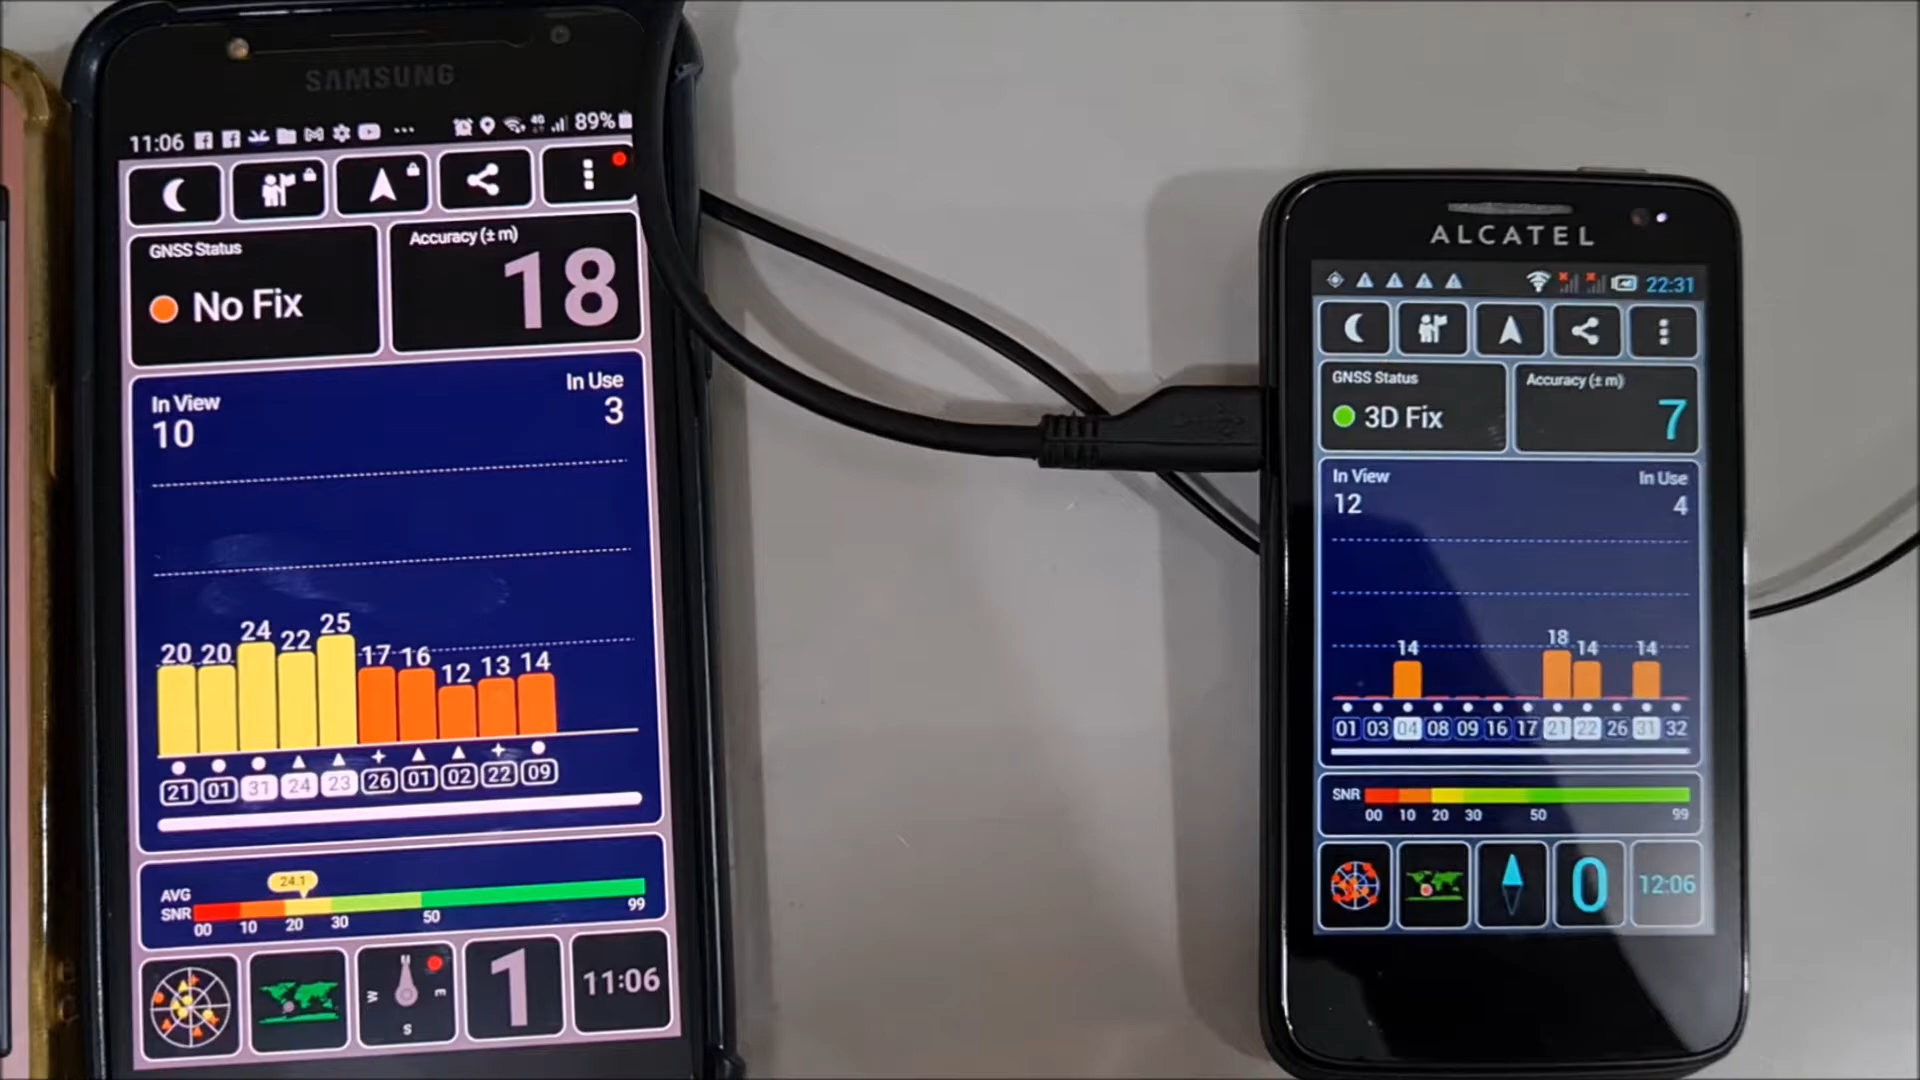 SAMSUNG
11:06 4G 89%
GNSS Status
No Fix
Accuracy (± m)
18
In View
10
In Use
3
20 20 24 22 25 17 16 12 13 14
21 01 31 24 23 26 01 02 22 09
24.1
AVG
SNR
00 10 20 30 50 99
W E S
1
11:06
ALCATEL
22:31
GNSS Status
3D Fix
Accuracy (± m)
7
In View
12
In Use
4
14 18 14 14
01 03 04 08 09 16 17 21 22 26 31 32
SNR
00 10 20 30 50 99
0
12:06